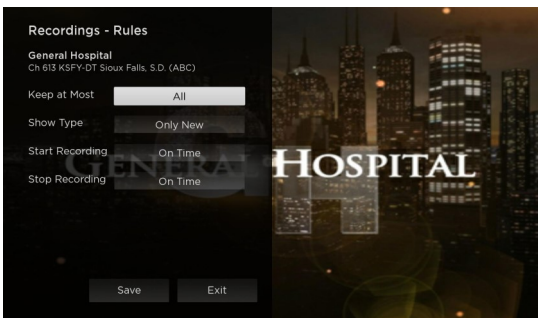 Recordings - Rules
General Hospital
Ch 613 KSFY-DT Sioux Falls, S.D. (ABC)
Keep at Most All
Show Type Only New
Start Recording On Time
Stop Recording On Time
GENERAL HOSPITAL
GH
Save Exit